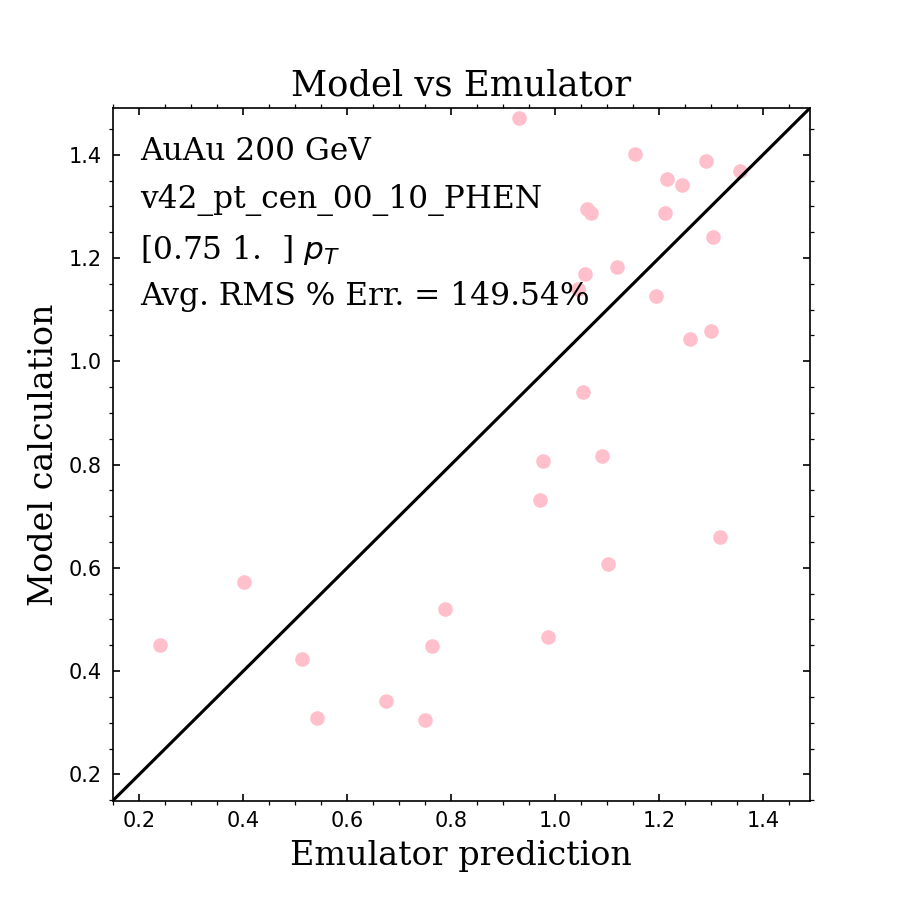 Model vs Emulator
AuAu 200 GeV
v42_pt_cen_00_10_PHEN
[0.75 1.  ] p_T
Avg. RMS % Err. = 149.54%
Model calculation
1.4
1.2
1.0
0.8
0.6
0.4
0.2
0.2 0.4 0.6 0.8 1.0 1.2 1.4
Emulator prediction